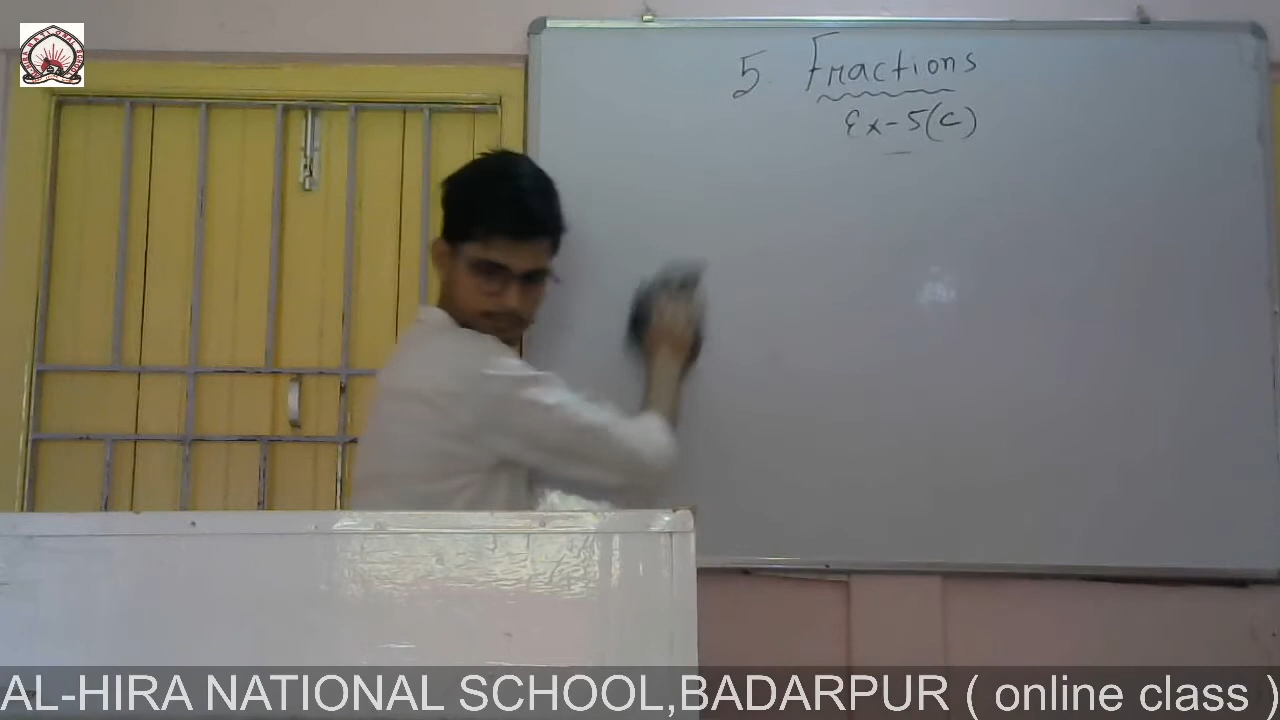 5 Fractions
Ex-5(C)
AL-HIRA NATIONAL SCHOOL,BADARPUR ( online class )